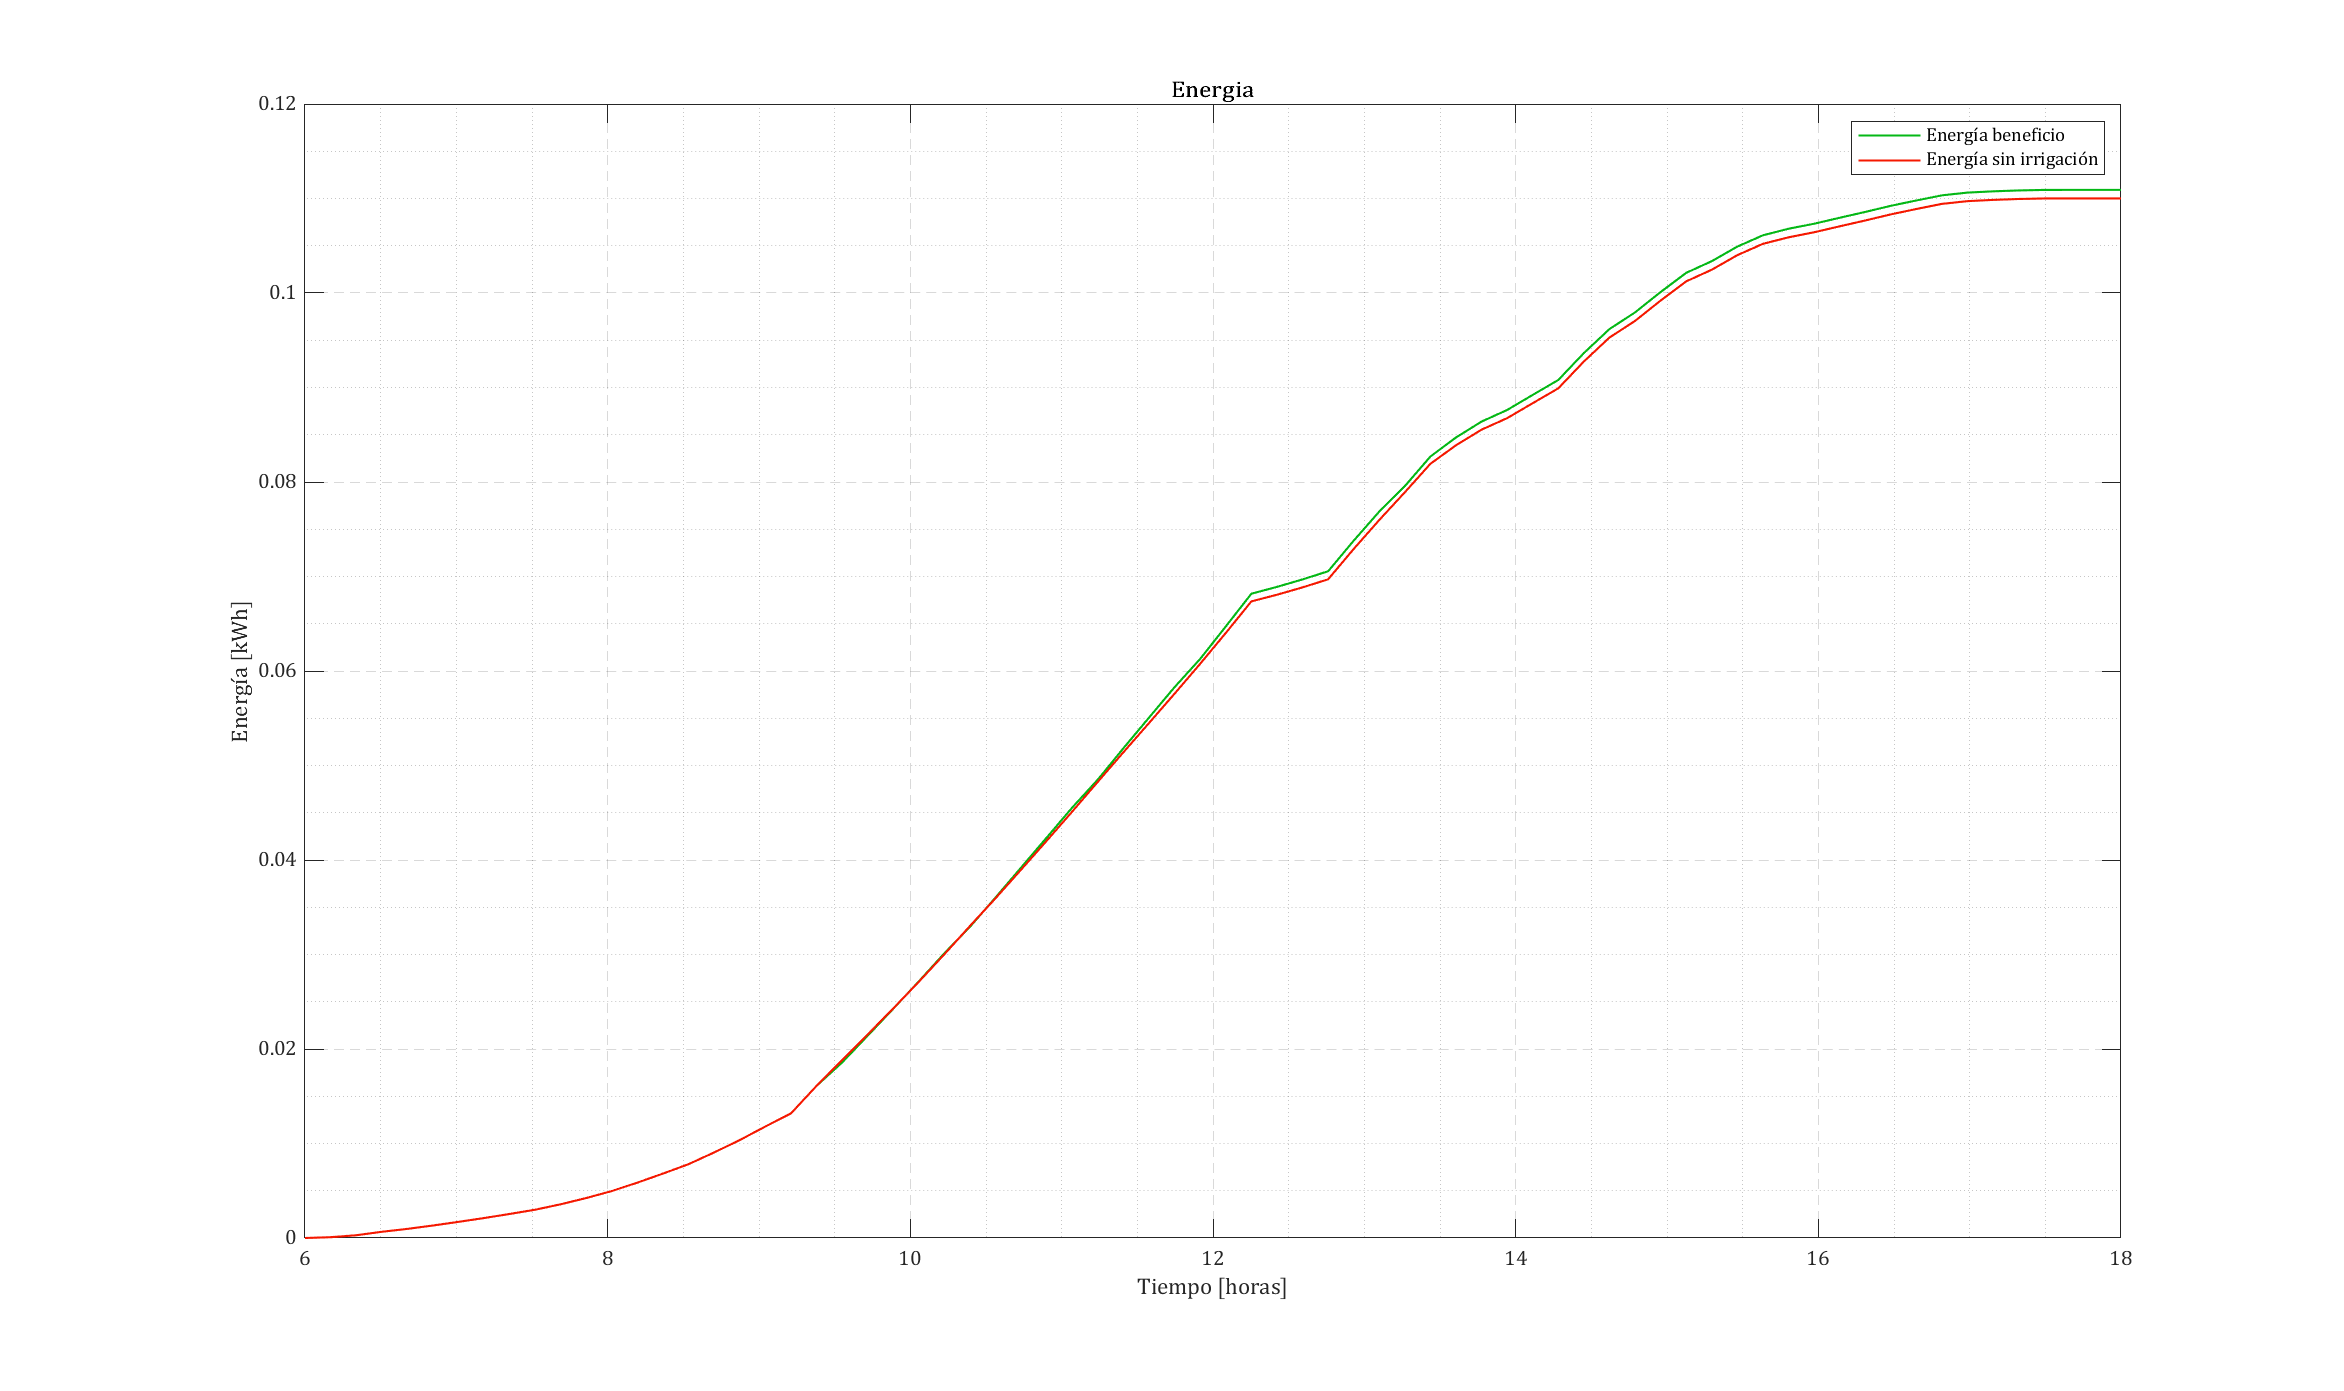 Energia
0.12
0.1
0.08
0.06
0.04
0.02
0
Energía [kWh]
6 8 10 12 14 16 18
Tiempo [horas]
Energía beneficio
Energía sin irrigación